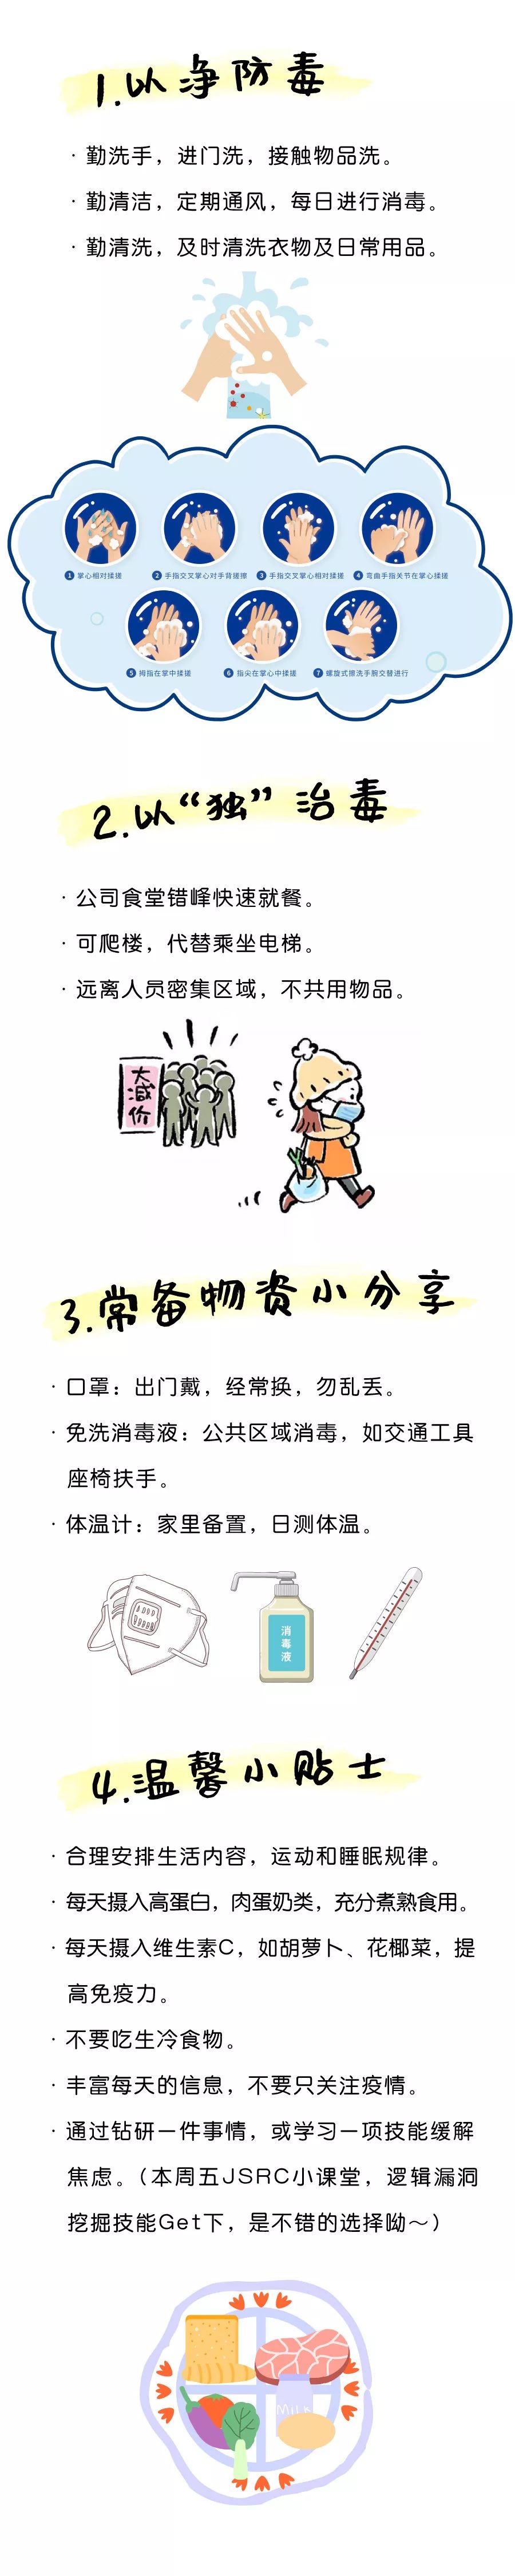 1.以净防毒
· 勤洗手，进门洗，接触物品洗。
· 勤清洁，定期通风，每日进行消毒。
· 勤清洗，及时清洗衣物及日常用品。
1 掌心相对揉搓
2 手指交叉掌心对手背搓擦
3 手指交叉掌心相对揉搓
4 弯曲手指关节在掌心揉搓
5 拇指在掌中揉搓
6 指尖在掌心中揉搓
7 螺旋式擦洗手腕交替进行
2.以“独”治毒
· 公司食堂错峰快速就餐。
· 可爬楼，代替乘坐电梯。
· 远离人员密集区域，不共用物品。
大减价
3.常备物资小分享
· 口罩：出门戴，经常换，勿乱丢。
· 免洗消毒液：公共区域消毒，如交通工具
座椅扶手。
· 体温计：家里备置，日测体温。
消毒液
4.温馨小贴士
· 合理安排生活内容，运动和睡眠规律。
· 每天摄入高蛋白，肉蛋奶类，充分煮熟食用。
· 每天摄入维生素C，如胡萝卜、花椰菜，提
高免疫力。
· 不要吃生冷食物。
· 丰富每天的信息，不要只关注疫情。
· 通过钻研一件事情，或学习一项技能缓解
焦虑。（本周五JSRC小课堂，逻辑漏洞
挖掘技能Get下，是不错的选择呦～）
MILK